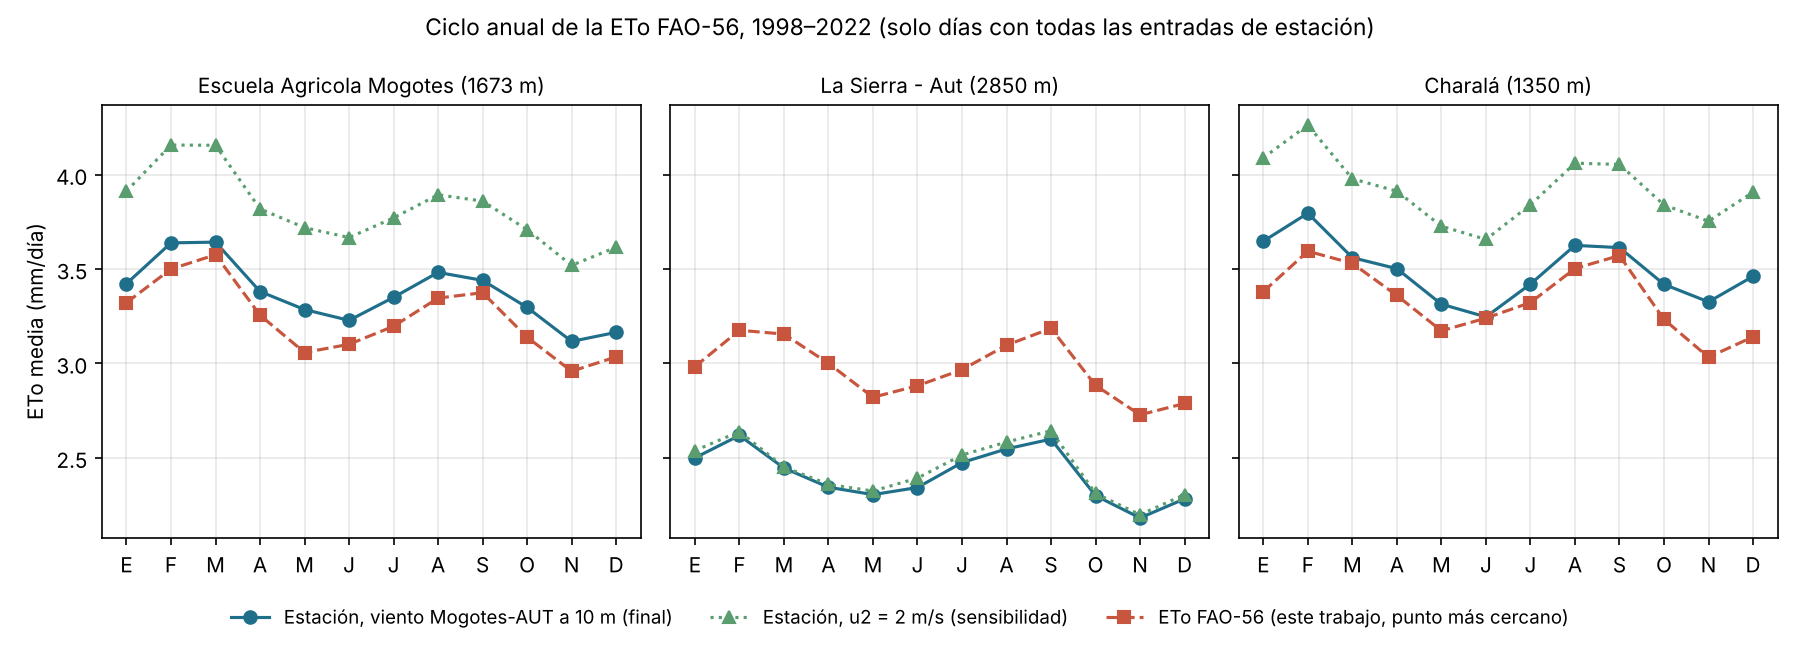 Ciclo anual de la ETo FAO-56, 1998–2022 (solo días con todas las entradas de estación)
Escuela Agricola Mogotes (1673 m)
La Sierra - Aut (2850 m)
Charalá (1350 m)
ETo media (mm/día)
4.0
3.5
3.0
2.5
E F M A M J J A S O N D
E F M A M J J A S O N D
E F M A M J J A S O N D
Estación, viento Mogotes-AUT a 10 m (final)
Estación, u2 = 2 m/s (sensibilidad)
ETo FAO-56 (este trabajo, punto más cercano)